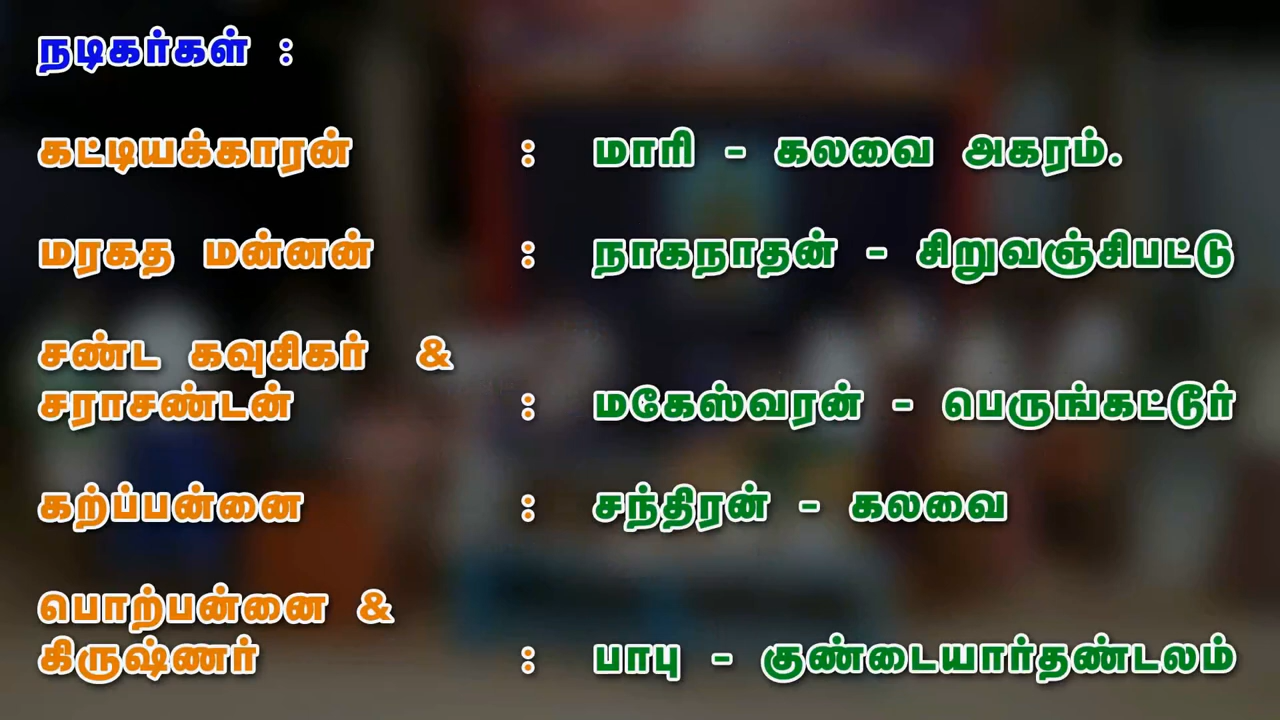 நடிகர்கள் :
கட்டியக்காரன் : மாரி - கலவை அகரம்.
மரகத மன்னன் : நாகநாதன் - சிறுவஞ்சிபட்டு
சண்ட கவுசிகர் &
சராசண்டன் : மகேஸ்வரன் - பெருங்கட்டூர்
கற்ப்பன்னை : சந்திரன் - கலவை
பொற்பன்னை &
கிருஷ்ணர் : பாபு - குண்டையார்தண்டலம்